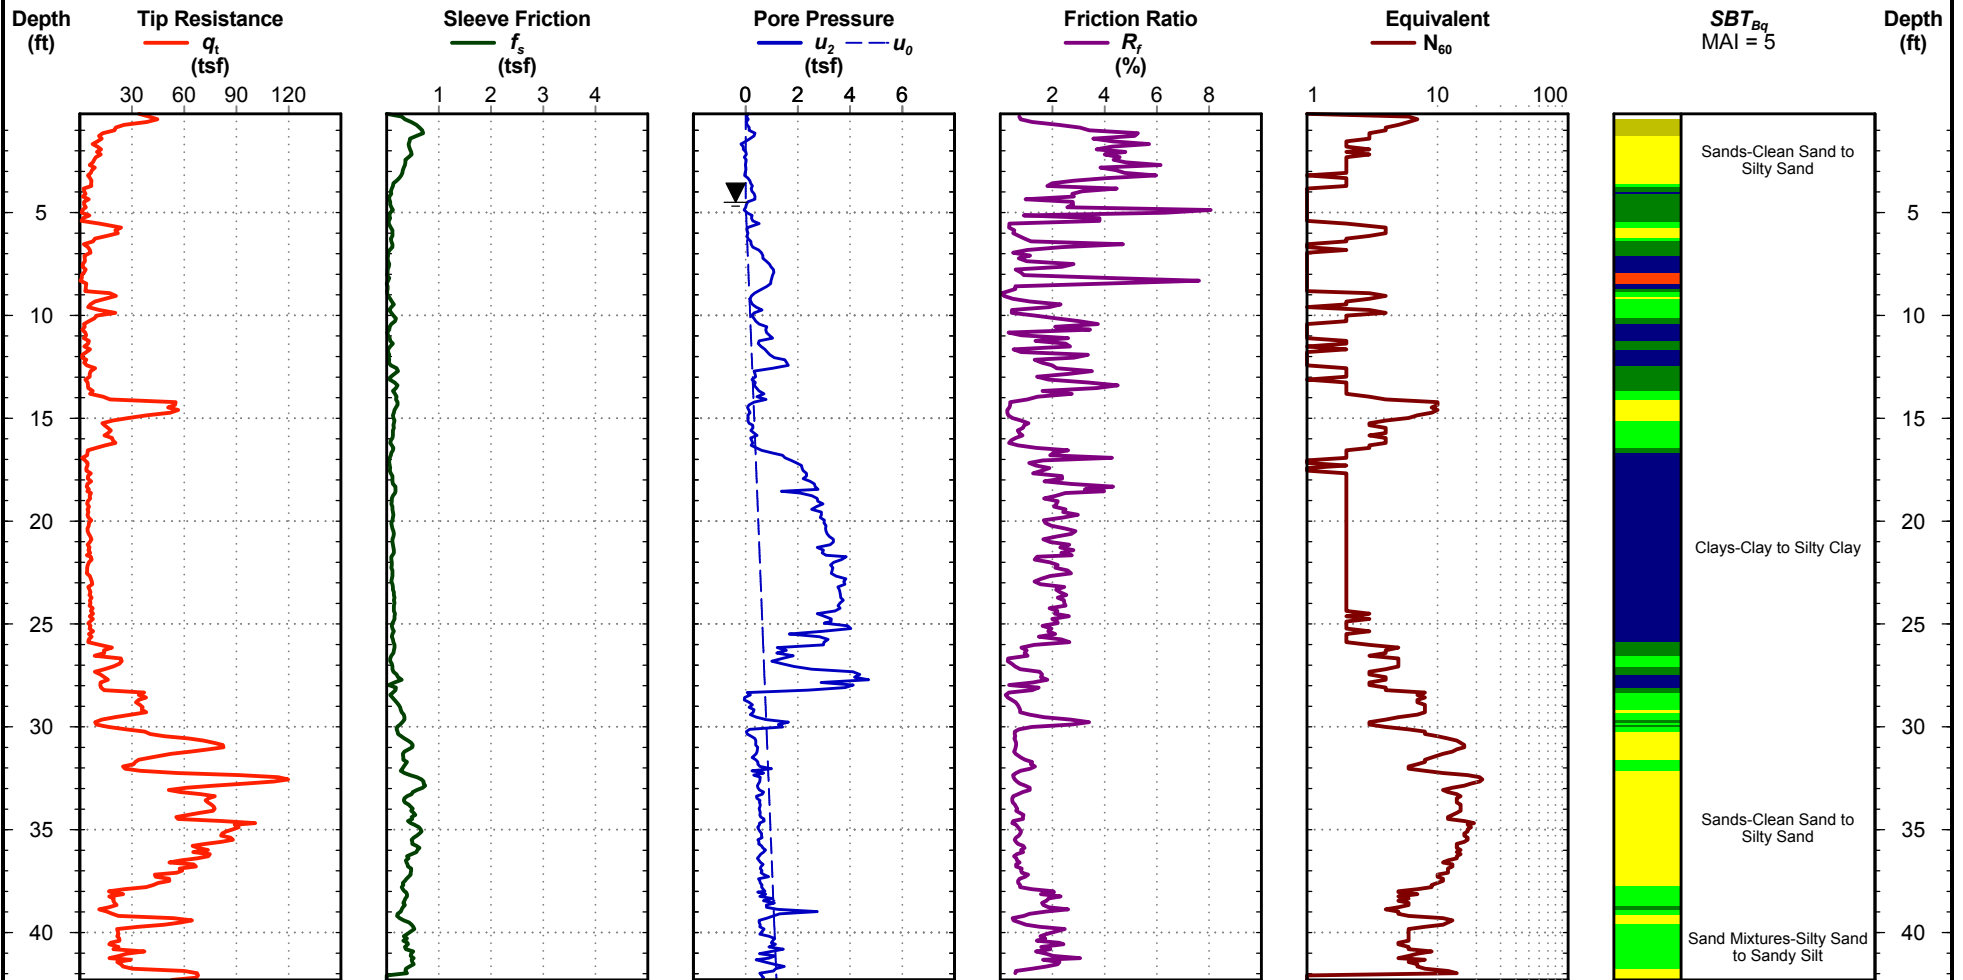 Depth (ft)
Tip Resistance
qt
(tsf)
30 60 90 120
Sleeve Friction
fs
(tsf)
1 2 3 4
Pore Pressure
u2 u0
(tsf)
0 2 4 6
Friction Ratio
Rf
(%)
2 4 6 8
Equivalent
N60
1 10 100
SBTBq
MAI = 5
Depth (ft)
5 5
10 10
15 15
20 20
25 25
30 30
35 35
40 40
Sands-Clean Sand to
Silty Sand
Clays-Clay to Silty Clay
Sands-Clean Sand to
Silty Sand
Sand Mixtures-Silty Sand
to Sandy Silt